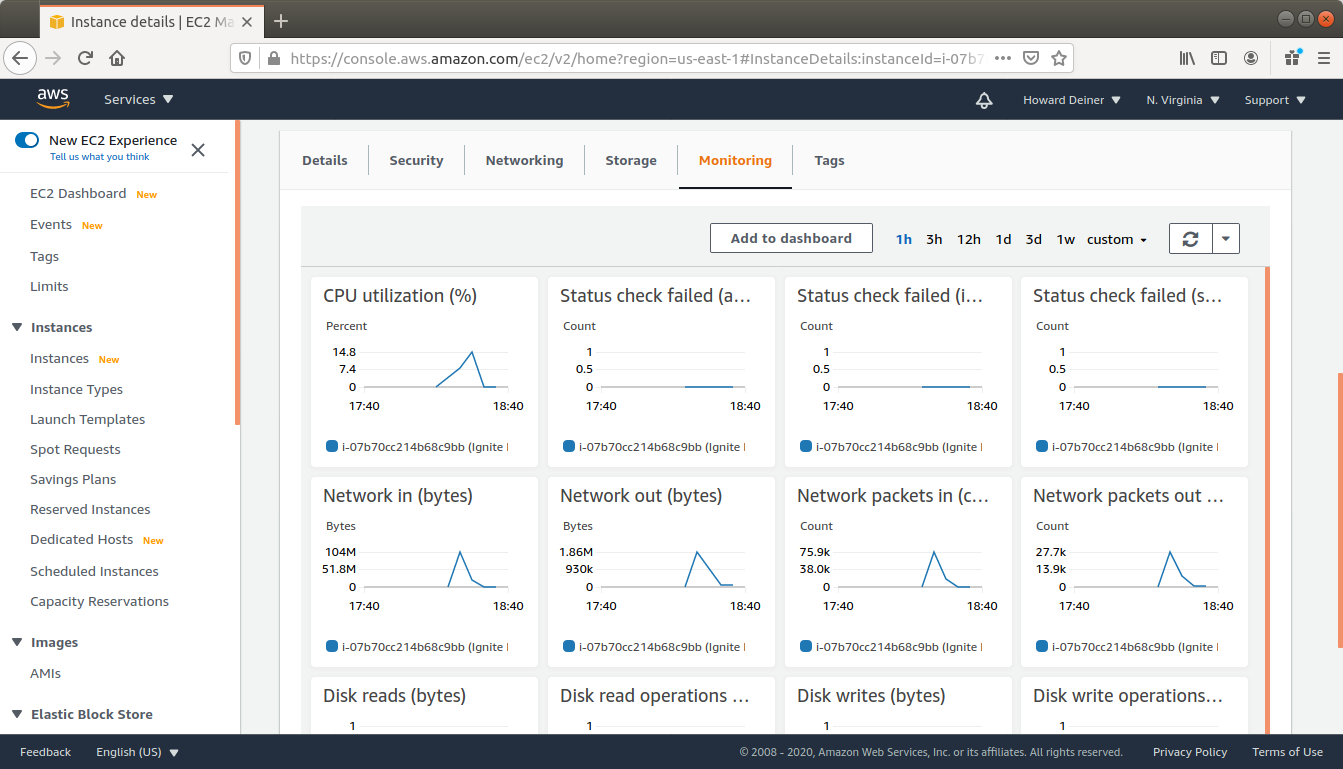 Instance details | EC2 Ma
https://console.aws.amazon.com/ec2/v2/home?region=us-east-1#InstanceDetails:instanceId=i-07b7
aws
Services
Howard Deiner
N. Virginia
Support
New EC2 Experience
Tell us what you think
EC2 Dashboard New
Events New
Tags
Limits
Instances
Instances New
Instance Types
Launch Templates
Spot Requests
Savings Plans
Reserved Instances
Dedicated Hosts New
Scheduled Instances
Capacity Reservations
Images
AMIs
Elastic Block Store
Details
Security
Networking
Storage
Monitoring
Tags
Add to dashboard
1h 3h 12h 1d 3d 1w custom
CPU utilization (%)
Percent
14.8
7.4
0
17:40 18:40
i-07b70cc214b68c9bb (Ignite
Status check failed (a...
Count
1
0.5
0
17:40 18:40
i-07b70cc214b68c9bb (Ignite
Status check failed (i...
Count
1
0.5
0
17:40 18:40
i-07b70cc214b68c9bb (Ignite
Status check failed (s...
Count
1
0.5
0
17:40 18:40
i-07b70cc214b68c9bb (Ignite
Network in (bytes)
Bytes
104M
51.8M
0
17:40 18:40
i-07b70cc214b68c9bb (Ignite
Network out (bytes)
Bytes
1.86M
930k
0
17:40 18:40
i-07b70cc214b68c9bb (Ignite
Network packets in (c...
Count
75.9k
38.0k
0
17:40 18:40
i-07b70cc214b68c9bb (Ignite
Network packets out ...
Count
27.7k
13.9k
0
17:40 18:40
i-07b70cc214b68c9bb (Ignite
Disk reads (bytes)
1
Disk read operations ...
1
Disk writes (bytes)
1
Disk write operations...
1
Feedback
English (US)
© 2008 - 2020, Amazon Web Services, Inc. or its affiliates. All rights reserved.
Privacy Policy
Terms of Use